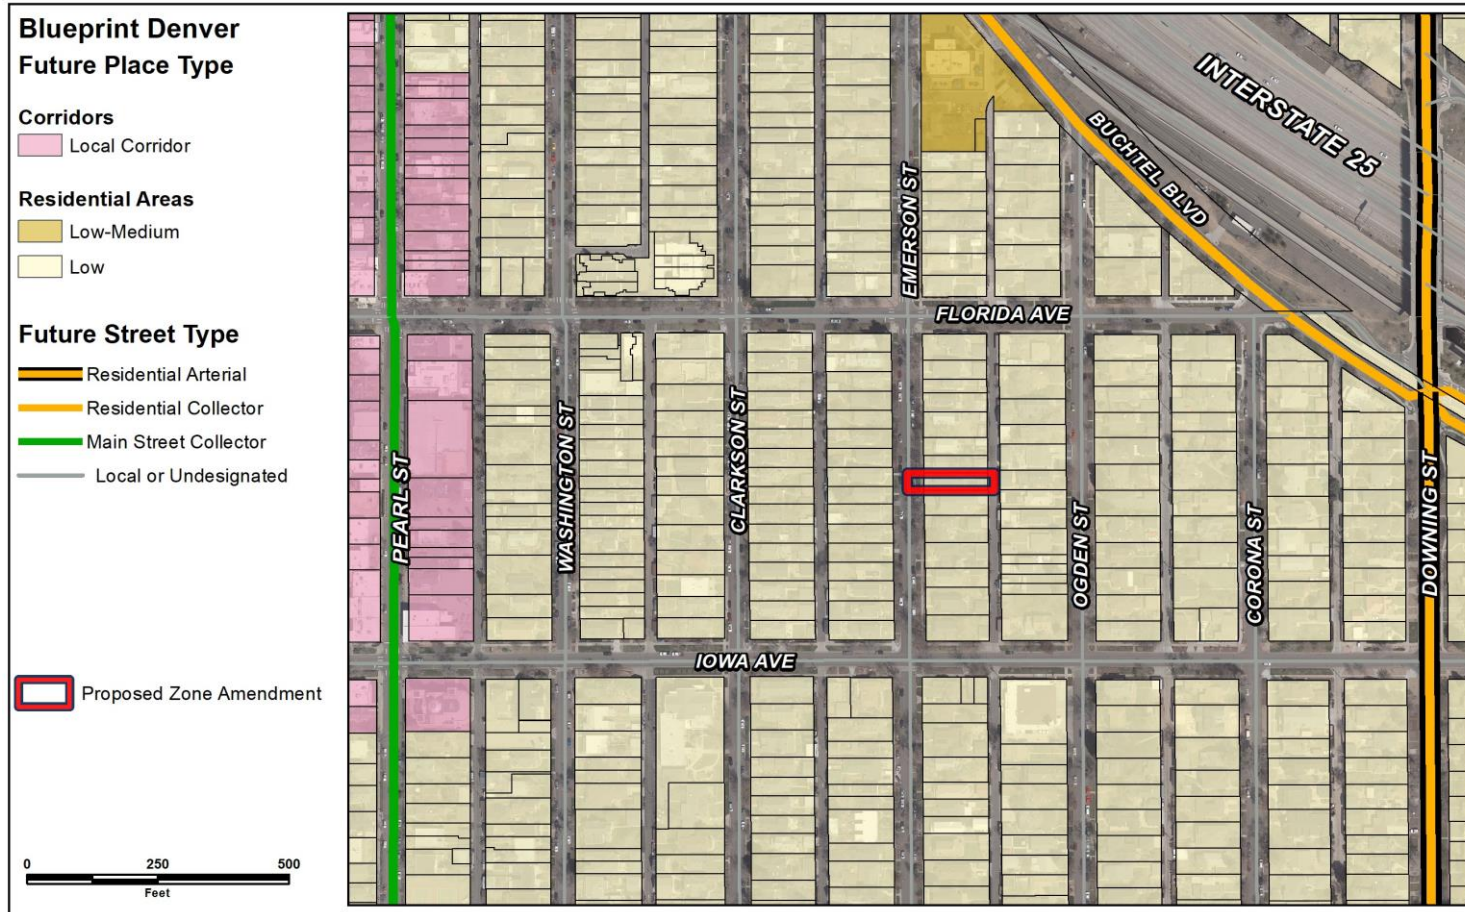 Blueprint Denver
Future Place Type
Corridors
Local Corridor
Residential Areas
Low-Medium
Low
Future Street Type
Residential Arterial
Residential Collector
Main Street Collector
Local or Undesignated
Proposed Zone Amendment
0 250 500
Feet
INTERSTATE 25
BUCHTEL BLVD
EMERSON ST
FLORIDA AVE
PEARL ST
WASHINGTON ST
CLARKSON ST
OGDEN ST
CORONA ST
DOWNING ST
IOWA AVE